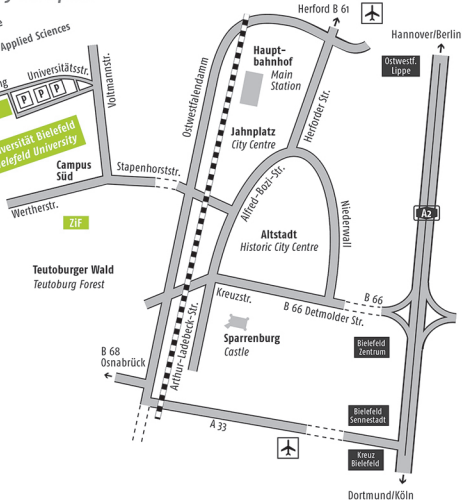 Herford B 61
Applied Sciences
Hannover/Berlin
Haupt-
bahnhof
Main
Station
Ostwestf.
Lippe
Universitätsstr.
Voltmannstr.
P P P
Ostwestfalendamm
Herforder Str.
Jahnplatz
City Centre
Universität Bielefeld
Bielefeld University
Campus
Süd
Stapenhorststr.
Alfred-Bozi-Str.
Niederwall
Wertherstr.
ZiF
A2
Altstadt
Historic City Centre
Teutoburger Wald
Teutoburg Forest
Kreuzstr.
B 66
B 66 Detmolder Str.
Arthur-Ladebeck-Str.
Sparrenburg
Castle
Bielefeld
Zentrum
B 68
Osnabrück
Bielefeld
Sennestadt
A 33
Kreuz
Bielefeld
Dortmund/Köln